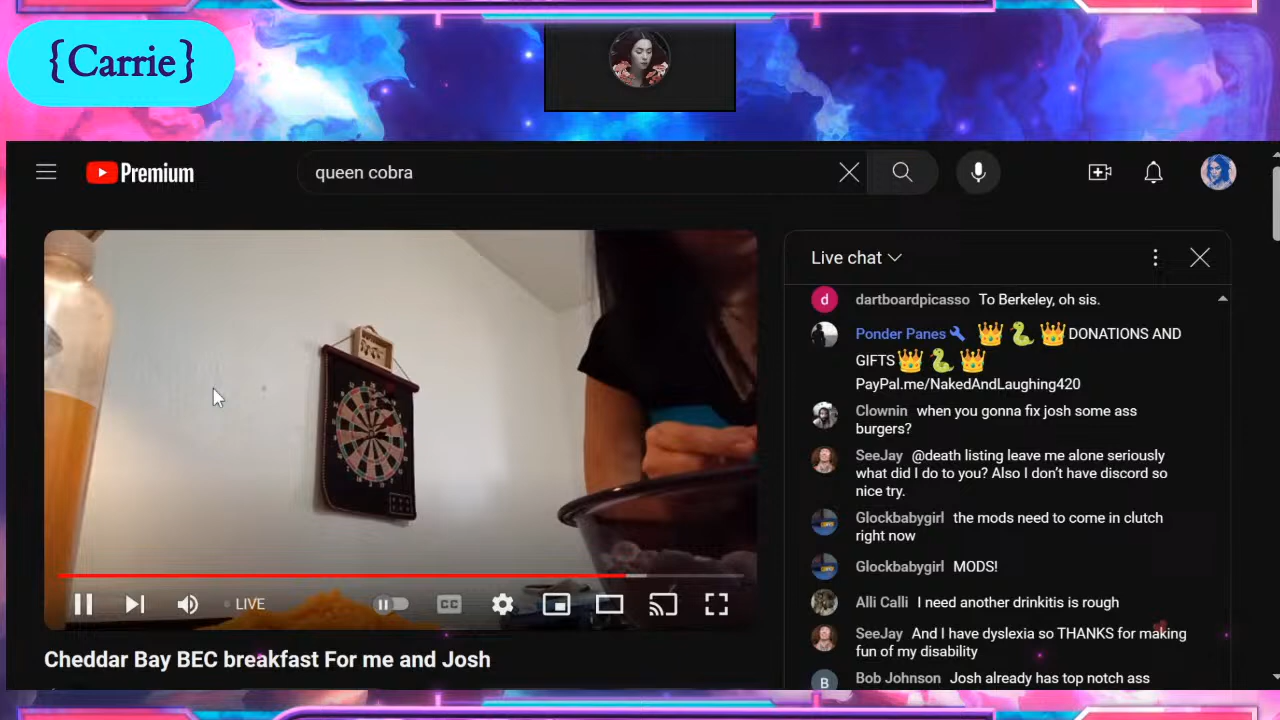 {Carrie}
Premium
queen cobra
Live chat
d dartboardpicasso To Berkeley, oh sis.
Ponder Panes 👑 🐍 👑 DONATIONS AND
GIFTS 👑 🐍 👑
PayPal.me/NakedAndLaughing420
Clownin when you gonna fix josh some ass
burgers?
SeeJay @death listing leave me alone seriously
what did I do to you? Also I don't have discord so
nice try.
Glockbabygirl the mods need to come in clutch
right now
Glockbabygirl MODS!
Alli Calli I need another drinkitis is rough
SeeJay And I have dyslexia so THANKS for making
fun of my disability
B Bob Johnson Josh already has top notch ass
LIVE
CC
Cheddar Bay BEC breakfast For me and Josh